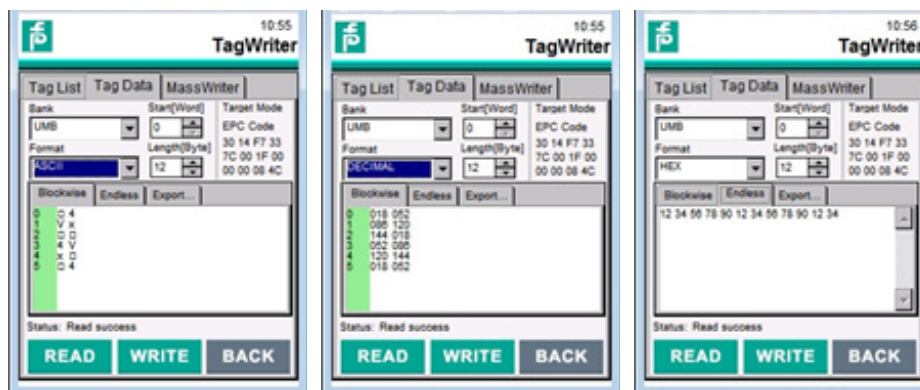 10:55
TagWriter
Tag List Tag Data MassWriter
Bank Start[Word] Target Mode
UMB 0 EPC Code
Format Length[Byte] 30 14 F7 33
ASCII 12 7C 00 1F 00
00 00 08 4C
Blockwise Endless Export...
0 □ 4
1 V x
2 □ □
3 4 V
4 x □
5 □ 4
Status: Read success
READ WRITE BACK
10:55
TagWriter
Tag List Tag Data MassWriter
Bank Start[Word] Target Mode
UMB 0 EPC Code
Format Length[Byte] 30 14 F7 33
DECIMAL 12 7C 00 1F 00
00 00 08 4C
Blockwise Endless Export...
0 018 052
1 086 120
2 144 018
3 052 086
4 120 144
5 018 052
Status: Read success
READ WRITE BACK
10:56
TagWriter
Tag List Tag Data MassWriter
Bank Start[Word] Target Mode
UMB 0 EPC Code
Format Length[Byte] 30 14 F7 33
HEX 12 7C 00 1F 00
00 00 08 4C
Blockwise Endless Export...
12 34 56 78 90 12 34 56 78 90 12 34
Status: Read success
READ WRITE BACK